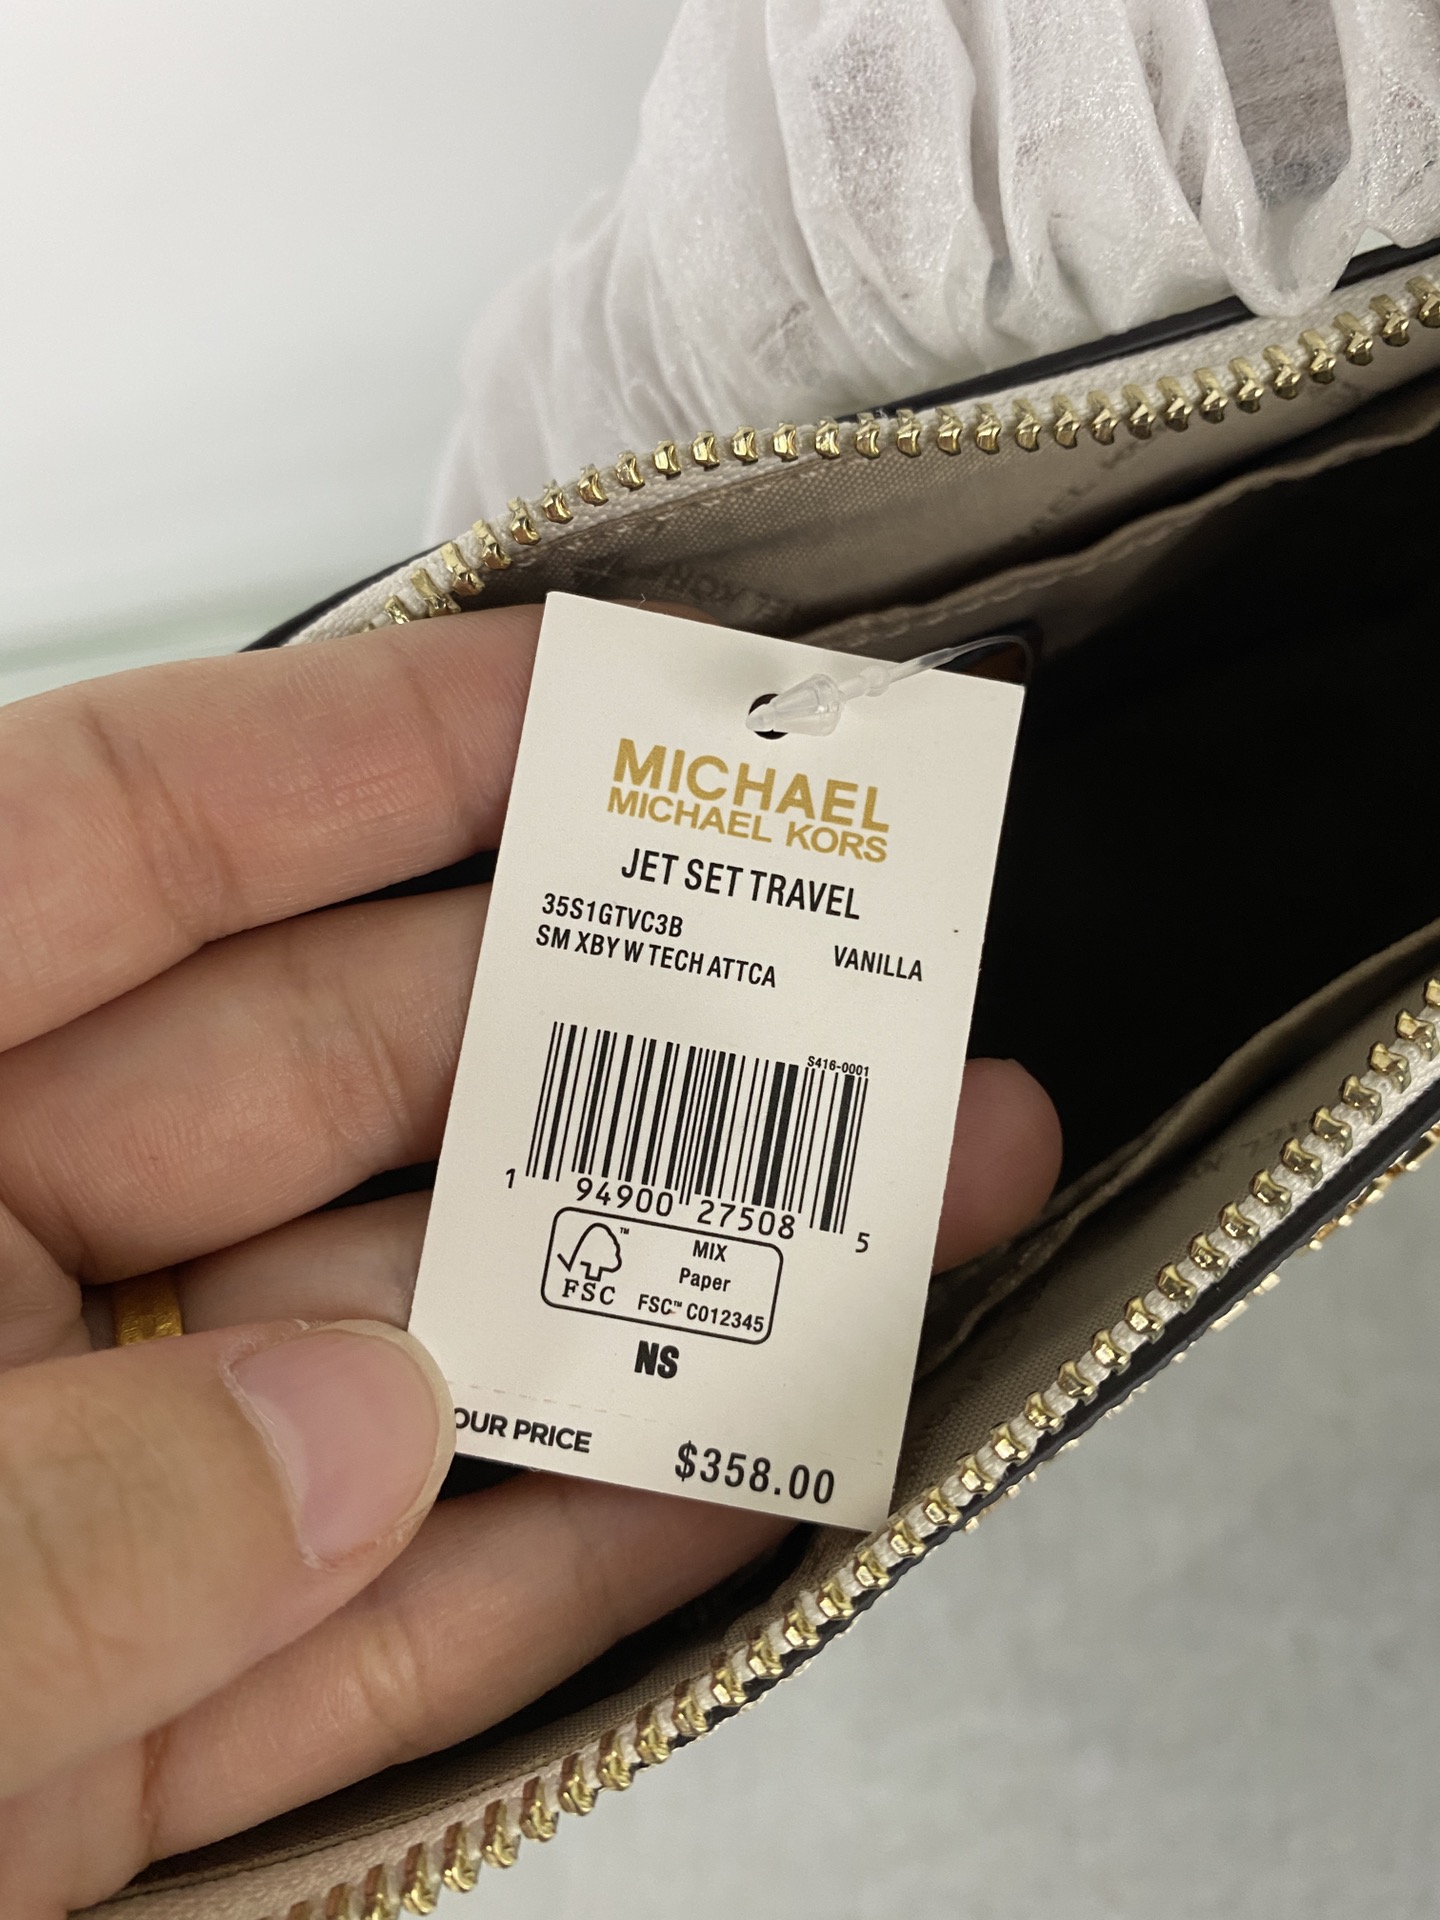 MICHAEL
MICHAEL KORS
JET SET TRAVEL
35S1GTVC3B
SM XBY W TECH ATTCA VANILLA
S416-0001
1 94900 27508 5
FSC™
MIX
Paper
FSC™ C012345
NS
OUR PRICE $358.00